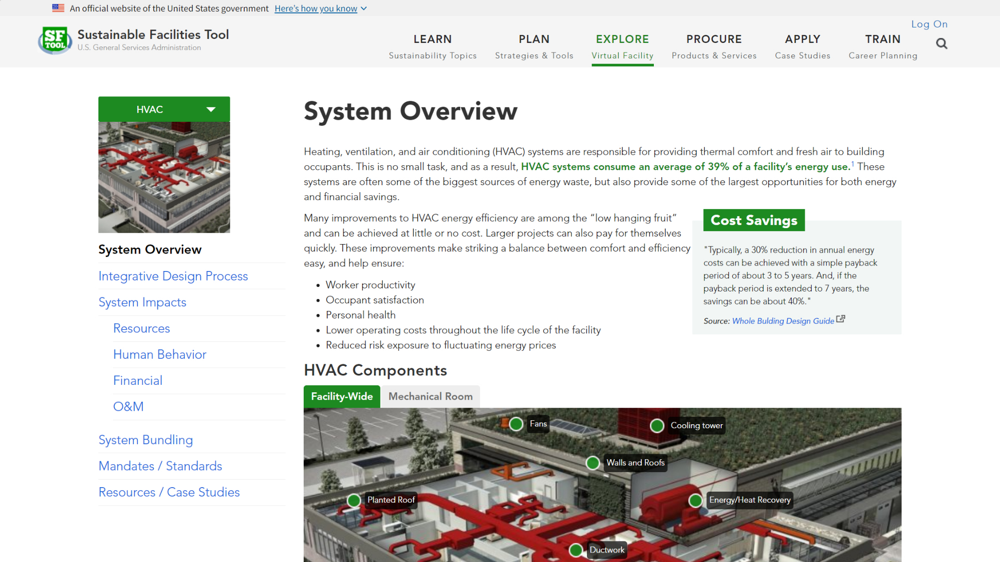 An official website of the United States government Here's how you know
Log On
SF TOOL
Sustainable Facilities Tool
U.S. General Services Administration
LEARN
Sustainability Topics
PLAN
Strategies & Tools
EXPLORE
Virtual Facility
PROCURE
Products & Services
APPLY
Case Studies
TRAIN
Career Planning
HVAC
System Overview
Integrative Design Process
System Impacts
Resources
Human Behavior
Financial
O&M
System Bundling
Mandates / Standards
Resources / Case Studies
System Overview
Heating, ventilation, and air conditioning (HVAC) systems are responsible for providing thermal comfort and fresh air to building
occupants. This is no small task, and as a result, HVAC systems consume an average of 39% of a facility’s energy use.1 These
systems are often some of the biggest sources of energy waste, but also provide some of the largest opportunities for both energy
and financial savings.
Many improvements to HVAC energy efficiency are among the “low hanging fruit”
and can be achieved at little or no cost. Larger projects can also pay for themselves
quickly. These improvements make striking a balance between comfort and efficiency
easy, and help ensure:
• Worker productivity
• Occupant satisfaction
• Personal health
• Lower operating costs throughout the life cycle of the facility
• Reduced risk exposure to fluctuating energy prices
Cost Savings
"Typically, a 30% reduction in annual energy
costs can be achieved with a simple payback
period of about 3 to 5 years. And, if the
payback period is extended to 7 years, the
savings can be about 40%."
Source: Whole Bulding Design Guide
HVAC Components
Facility-Wide
Mechanical Room
Fans
Cooling tower
Walls and Roofs
Planted Roof
Energy/Heat Recovery
Ductwork